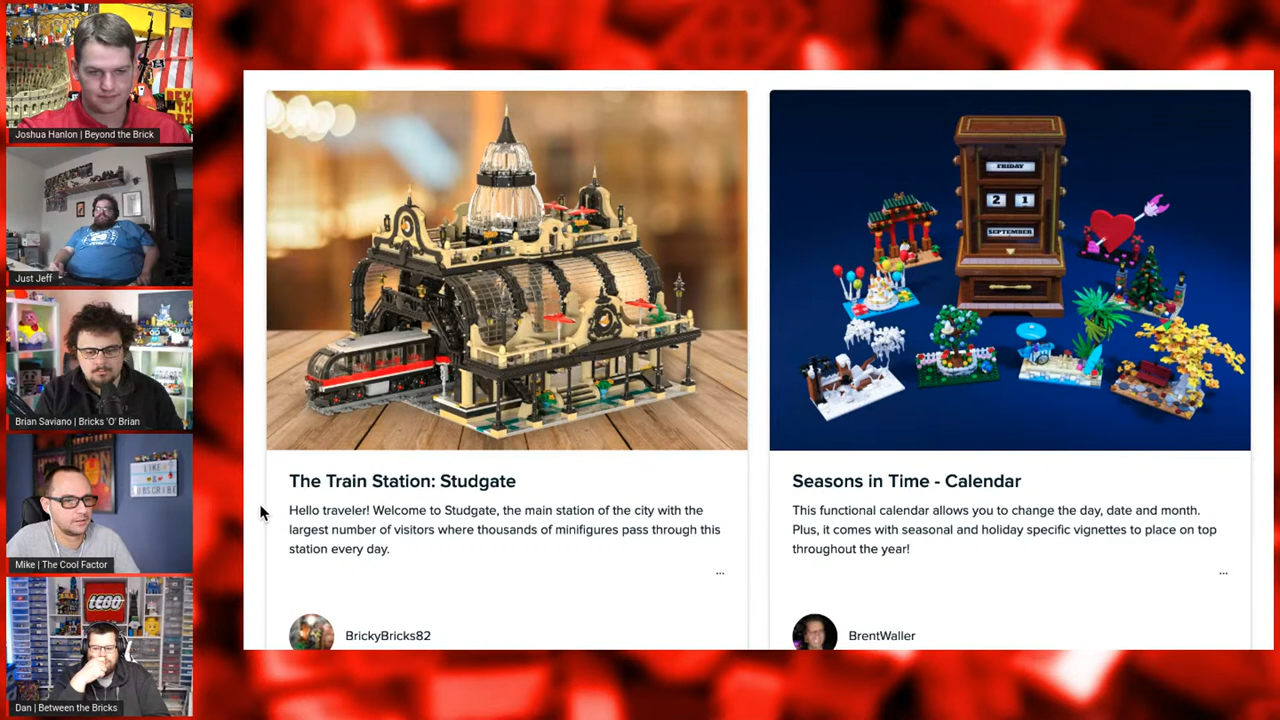 Joshua Hanlon | Beyond the Brick
Just Jeff
Brian Saviano | Bricks 'O' Brian
LIKE
& SU
BSCRIBE
Mike | The Cool Factor
LEGO
Dan | Between the Bricks
The Train Station: Studgate
Hello traveler! Welcome to Studgate, the main station of the city with the
largest number of visitors where thousands of minifigures pass through this
station every day.
...
BrickyBricks82
FRIDAY
2 1
SEPTEMBER
Seasons in Time - Calendar
This functional calendar allows you to change the day, date and month.
Plus, it comes with seasonal and holiday specific vignettes to place on top
throughout the year!
...
BrentWaller